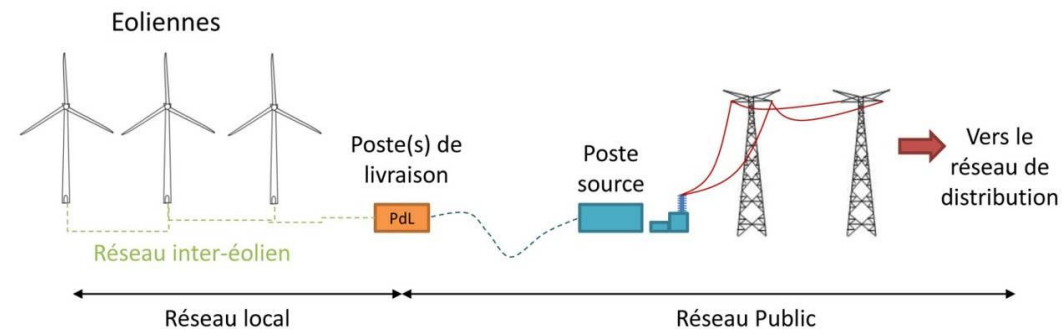 Eoliennes
Poste(s) de
livraison
PdL
Poste
source
Vers le
réseau de
distribution
Réseau inter-éolien
Réseau local
Réseau Public